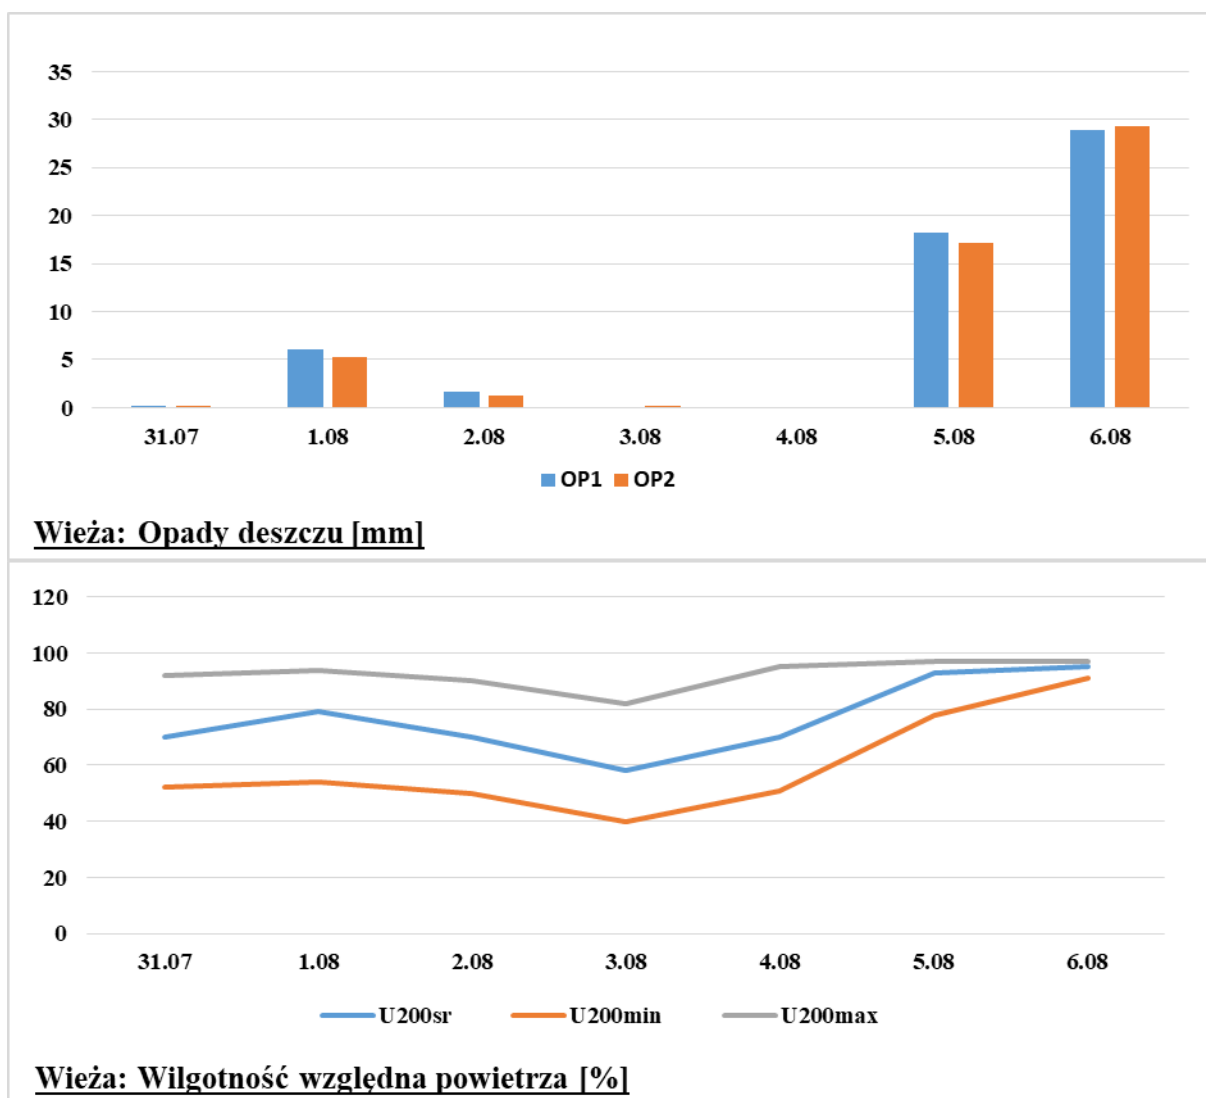 35
30
25
20
15
10
5
0
31.07 1.08 2.08 3.08 4.08 5.08 6.08
OP1 OP2
Wieża: Opady deszczu [mm]
120
100
80
60
40
20
0
31.07 1.08 2.08 3.08 4.08 5.08 6.08
U200sr U200min U200max
Wieża: Wilgotność względna powietrza [%]